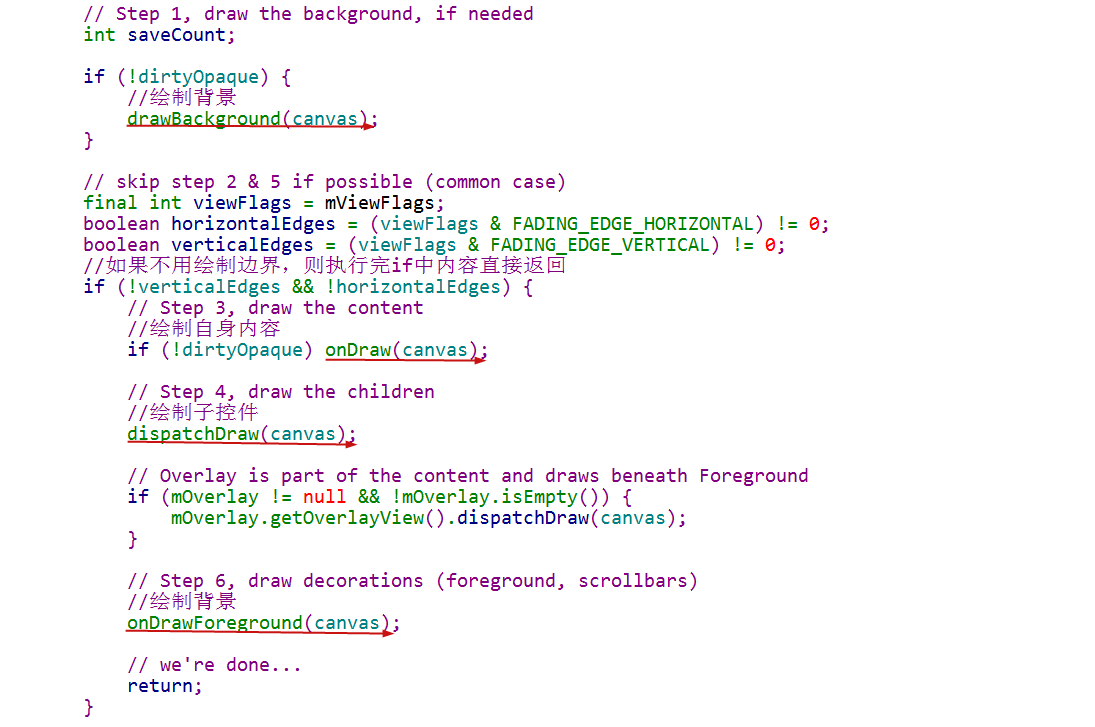 // Step 1, draw the background, if needed
int saveCount;
if (!dirtyOpaque) {
//绘制背景
drawBackground(canvas);
}
// skip step 2 & 5 if possible (common case)
final int viewFlags = mViewFlags;
boolean horizontalEdges = (viewFlags & FADING_EDGE_HORIZONTAL) != 0;
boolean verticalEdges = (viewFlags & FADING_EDGE_VERTICAL) != 0;
//如果不用绘制边界，则执行完if中内容直接返回
if (!verticalEdges && !horizontalEdges) {
// Step 3, draw the content
//绘制自身内容
if (!dirtyOpaque) onDraw(canvas);
// Step 4, draw the children
//绘制子控件
dispatchDraw(canvas);
// Overlay is part of the content and draws beneath Foreground
if (mOverlay != null && !mOverlay.isEmpty()) {
mOverlay.getOverlayView().dispatchDraw(canvas);
}
// Step 6, draw decorations (foreground, scrollbars)
//绘制背景
onDrawForeground(canvas);
// we're done...
return;
}